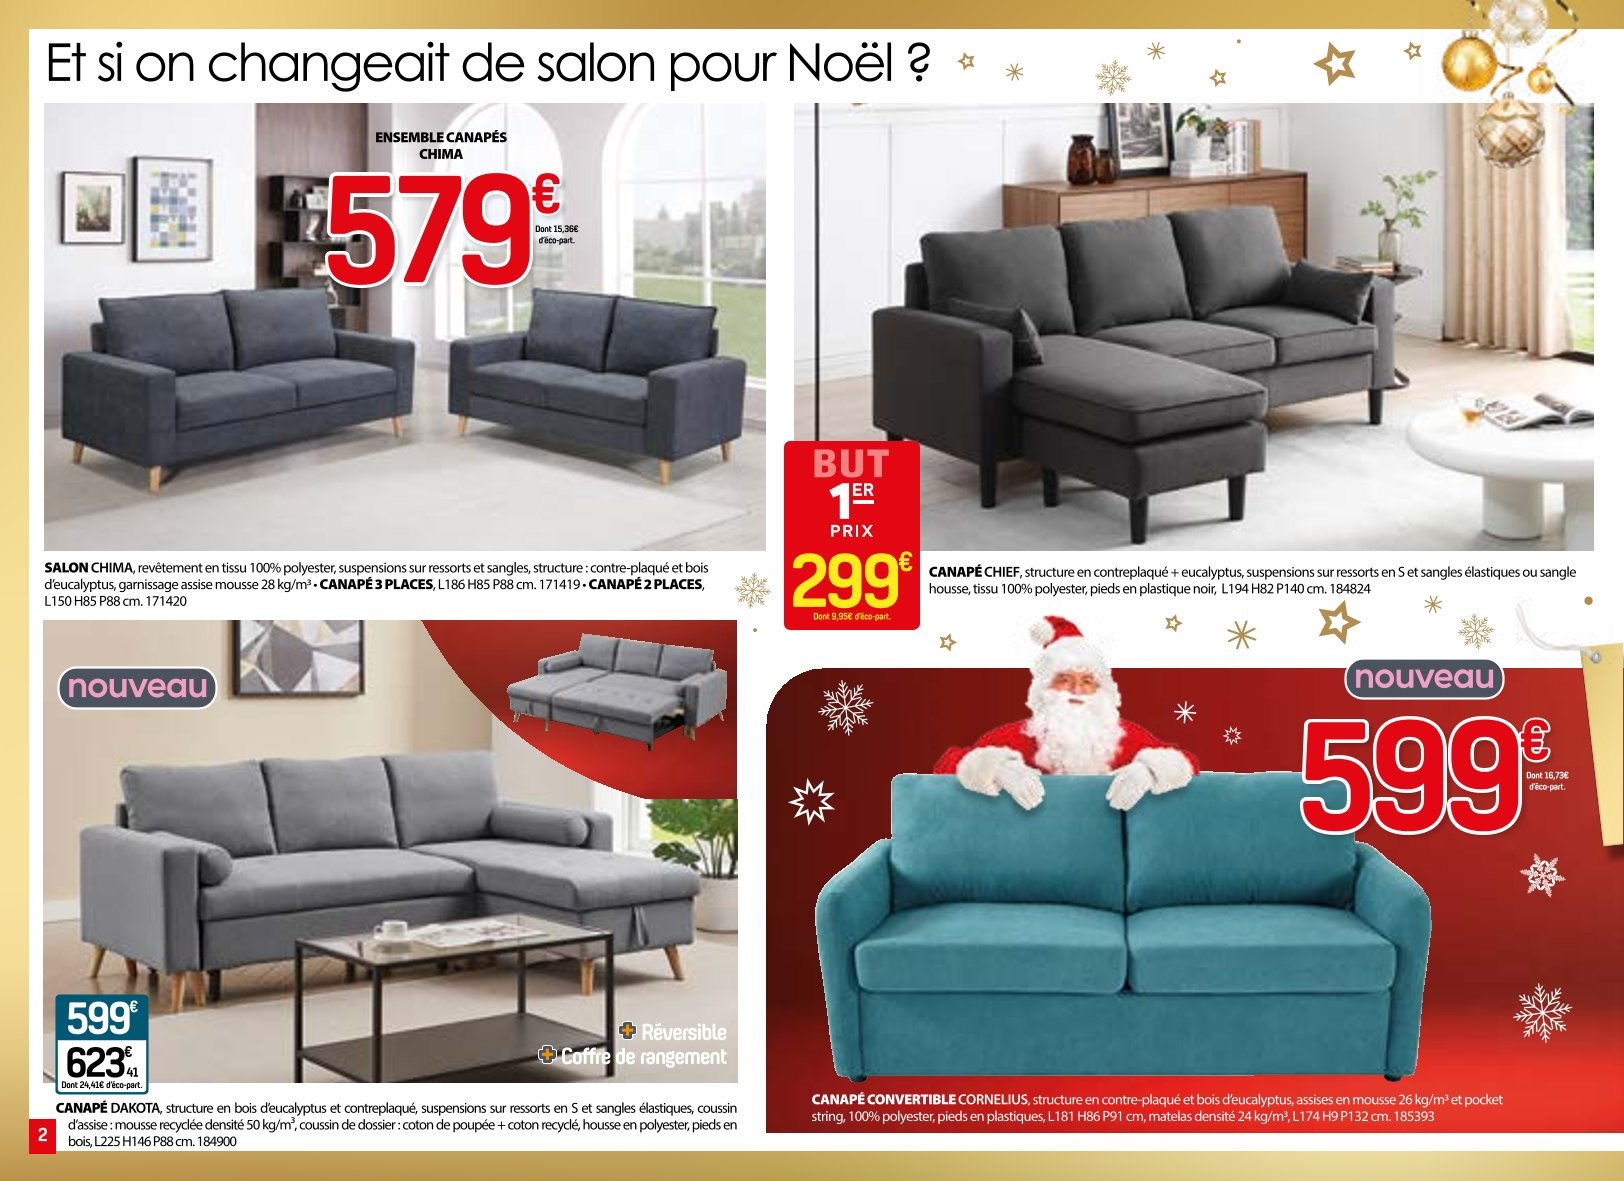 Et si on changeait de salon pour Noël ?
ENSEMBLE CANAPÉS
CHIMA
579€
Dont 15,36€
d'éco-part.
SALON CHIMA, revêtement en tissu 100% polyester, suspensions sur ressorts et sangles, structure : contre-plaqué et bois
d'eucalyptus, garnissage assise mousse 28 kg/m³ • CANAPÉ 3 PLACES, L186 H85 P88 cm. 171419 • CANAPÉ 2 PLACES,
L150 H85 P88 cm. 171420
BUT
1ER
PRIX
299€
Dont 9,95€ d'éco-part.
CANAPÉ CHIEF, structure en contreplaqué + eucalyptus, suspensions sur ressorts en S et sangles élastiques ou sangle
housse, tissu 100% polyester, pieds en plastique noir, L194 H82 P140 cm. 184824
nouveau
599€
623€41
Dont 24,41€ d'éco-part.
Réversible
Coffre de rangement
CANAPÉ DAKOTA, structure en bois d'eucalyptus et contreplaqué, suspensions sur ressorts en S et sangles élastiques, coussin
d'assise : mousse recyclée densité 50 kg/m³, coussin de dossier : coton de poupée + coton recyclé, housse en polyester, pieds en
bois, L225 H146 P88 cm. 184900
nouveau
599€
Dont 16,73€
d'éco-part.
CANAPÉ CONVERTIBLE CORNELIUS, structure en contre-plaqué et bois d'eucalyptus, assises en mousse 26 kg/m³ et pocket
string, 100% polyester, pieds en plastiques, L181 H86 P91 cm, matelas densité 24 kg/m³, L174 H9 P132 cm. 185393
2